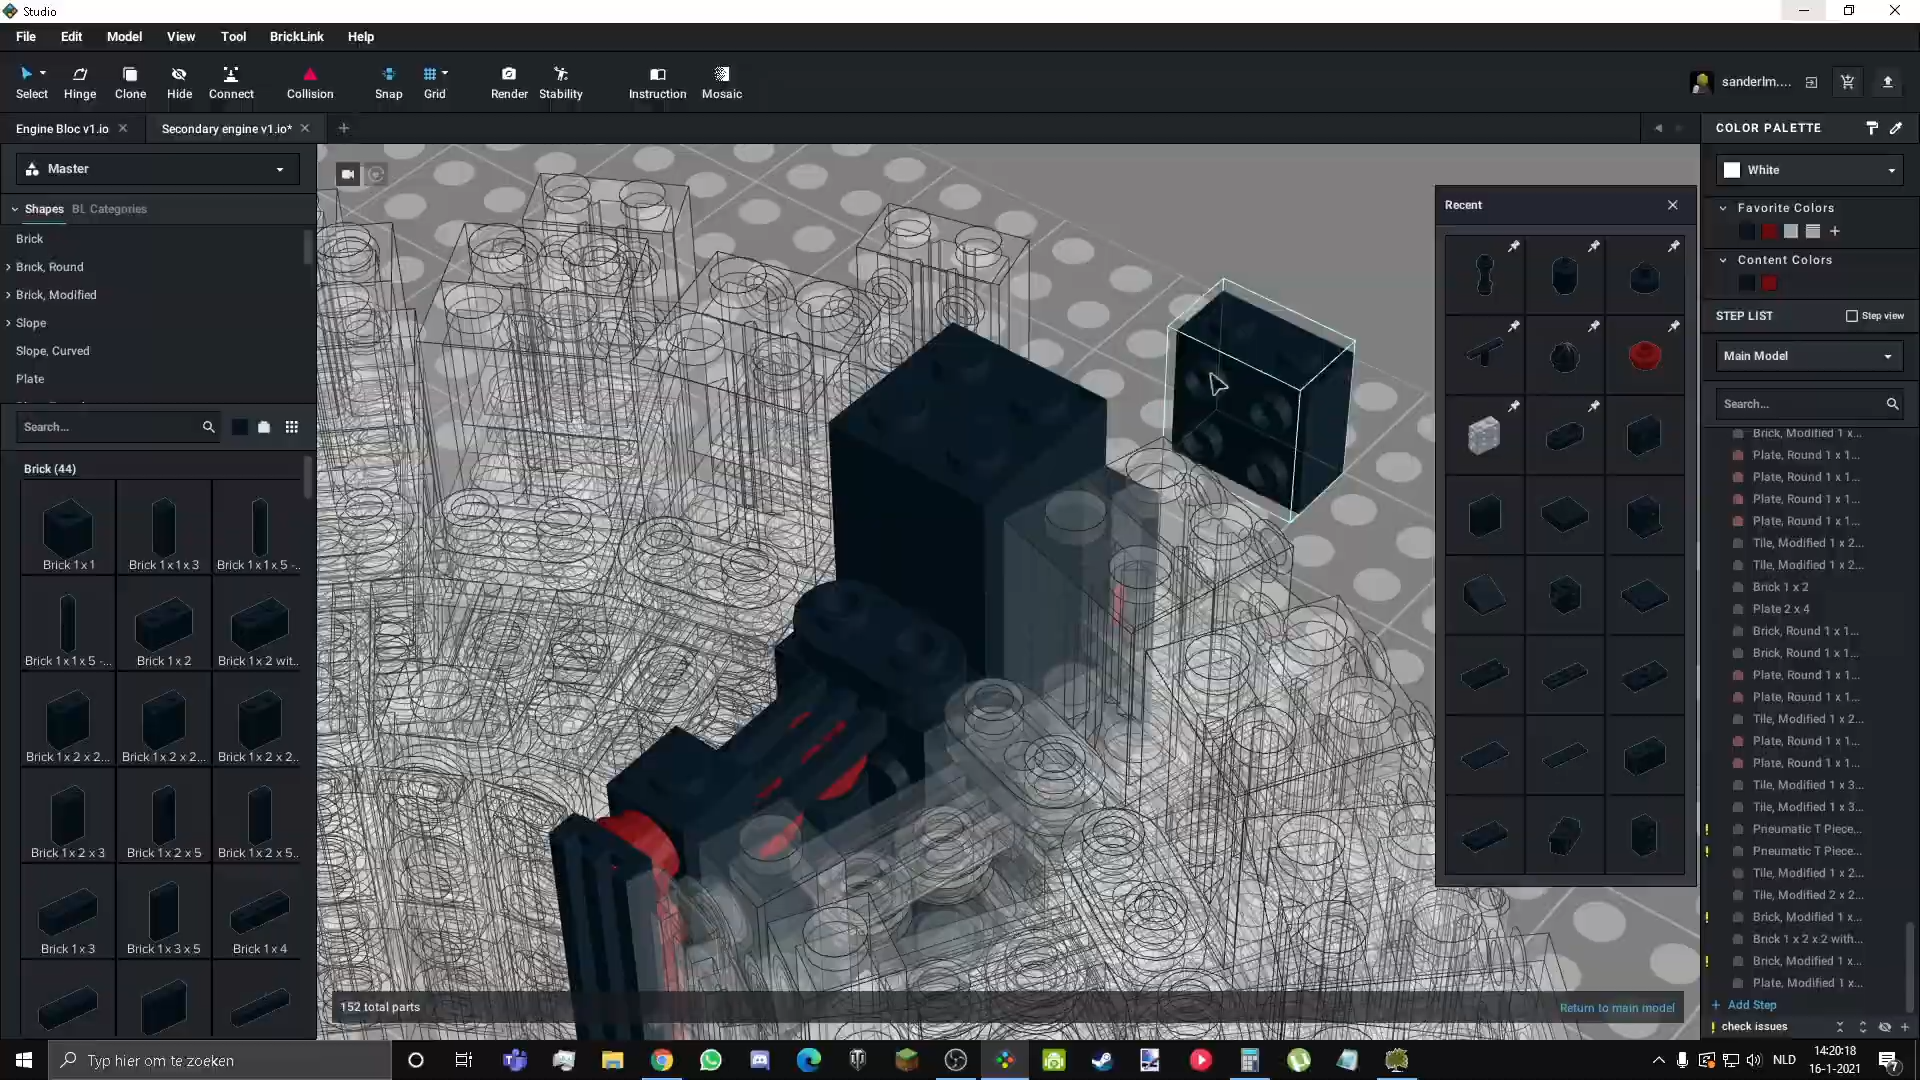 Studio
File Edit Model View Tool BrickLink Help
Select Hinge Clone Hide Connect Collision Snap Grid Render Stability Instruction Mosaic
sanderlm....
Engine Bloc v1.io Secondary engine v1.io*
COLOR PALETTE
Master
White
Shapes BL Categories
Favorite Colors
Brick
Brick, Round
Brick, Modified
Slope
Slope, Curved
Plate
Content Colors
STEP LIST Step view
Main Model
Search...
Recent
Search...
Brick (44)
Brick 1 x 1
Brick 1 x 1 x 3
Brick 1 x 1 x 5 -..
Brick 1 x 1 x 5 -...
Brick 1 x 2
Brick 1 x 2 wit..
Brick 1 x 2 x 2...
Brick 1 x 2 x 2...
Brick 1 x 2 x 2..
Brick 1 x 2 x 3
Brick 1 x 2 x 5
Brick 1 x 2 x 5..
Brick 1 x 3
Brick 1 x 3 x 5
Brick 1 x 4
Brick, Modified 1 x...
Plate, Round 1 x 1...
Plate, Round 1 x 1...
Plate, Round 1 x 1...
Plate, Round 1 x 1...
Tile, Modified 1 x 2...
Tile, Modified 1 x 2...
Brick 1 x 2
Plate 2 x 4
Brick, Round 1 x 1...
Brick, Round 1 x 1...
Plate, Round 1 x 1...
Plate, Round 1 x 1...
Tile, Modified 1 x 2...
Plate, Round 1 x 1...
Plate, Round 1 x 1...
Tile, Modified 1 x 3...
Tile, Modified 1 x 3...
Pneumatic T Piece...
Pneumatic T Piece...
Tile, Modified 1 x 2...
Tile, Modified 2 x 2...
Brick, Modified 1 x...
Brick 1 x 2 x 2 with...
Brick, Modified 1 x...
Plate, Modified 1 x...
+ Add Step
! check issues
152 total parts
Return to main model
Typ hier om te zoeken
NLD
14:20:18
16-1-2021
7